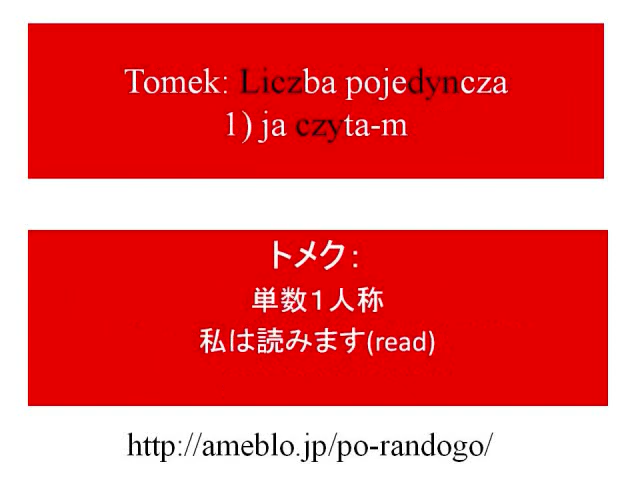 Tomek: Liczba pojedyncza
1) ja czyta-m
トメク：
単数１人称
私は読みます(read)
http://ameblo.jp/po-randogo/